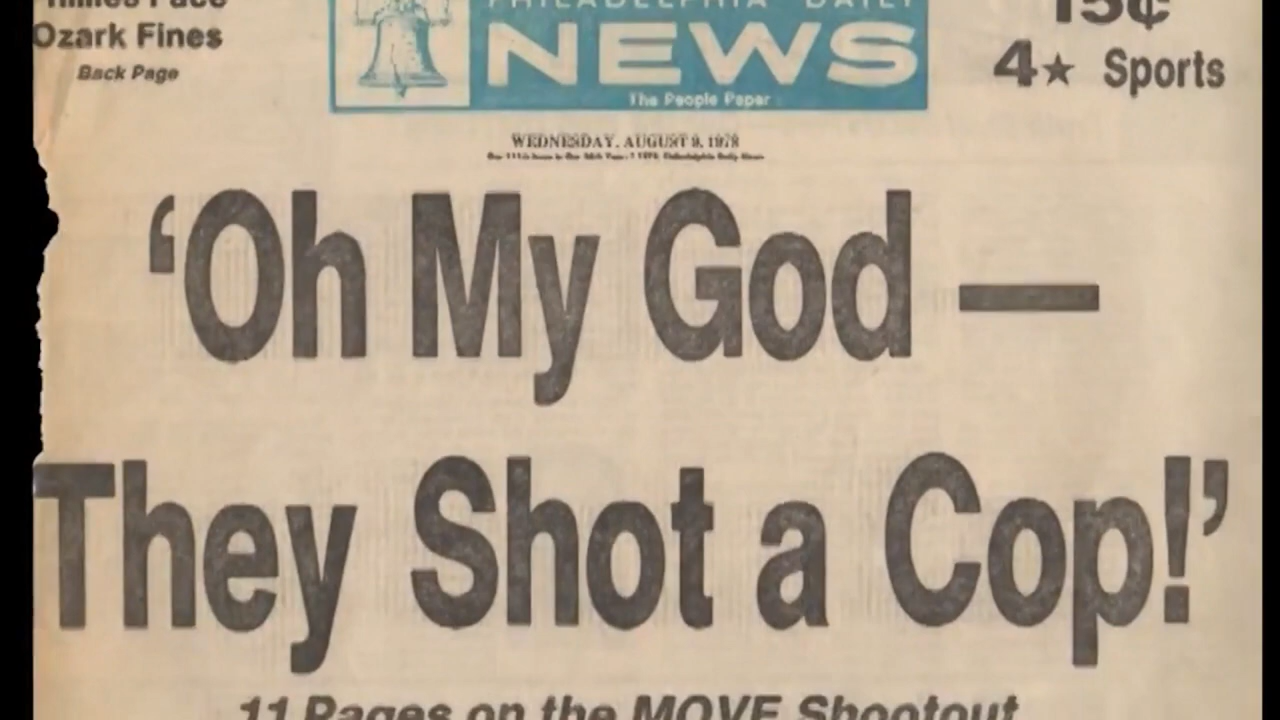 Phillies Face
Ozark Fines
Back Page
PHILADELPHIA DAILY
NEWS
The People Paper
15¢
4★ Sports
WEDNESDAY, AUGUST 9, 1978
‘Oh My God —
They Shot a Cop!’
11 Pages on the MOVE Shootout